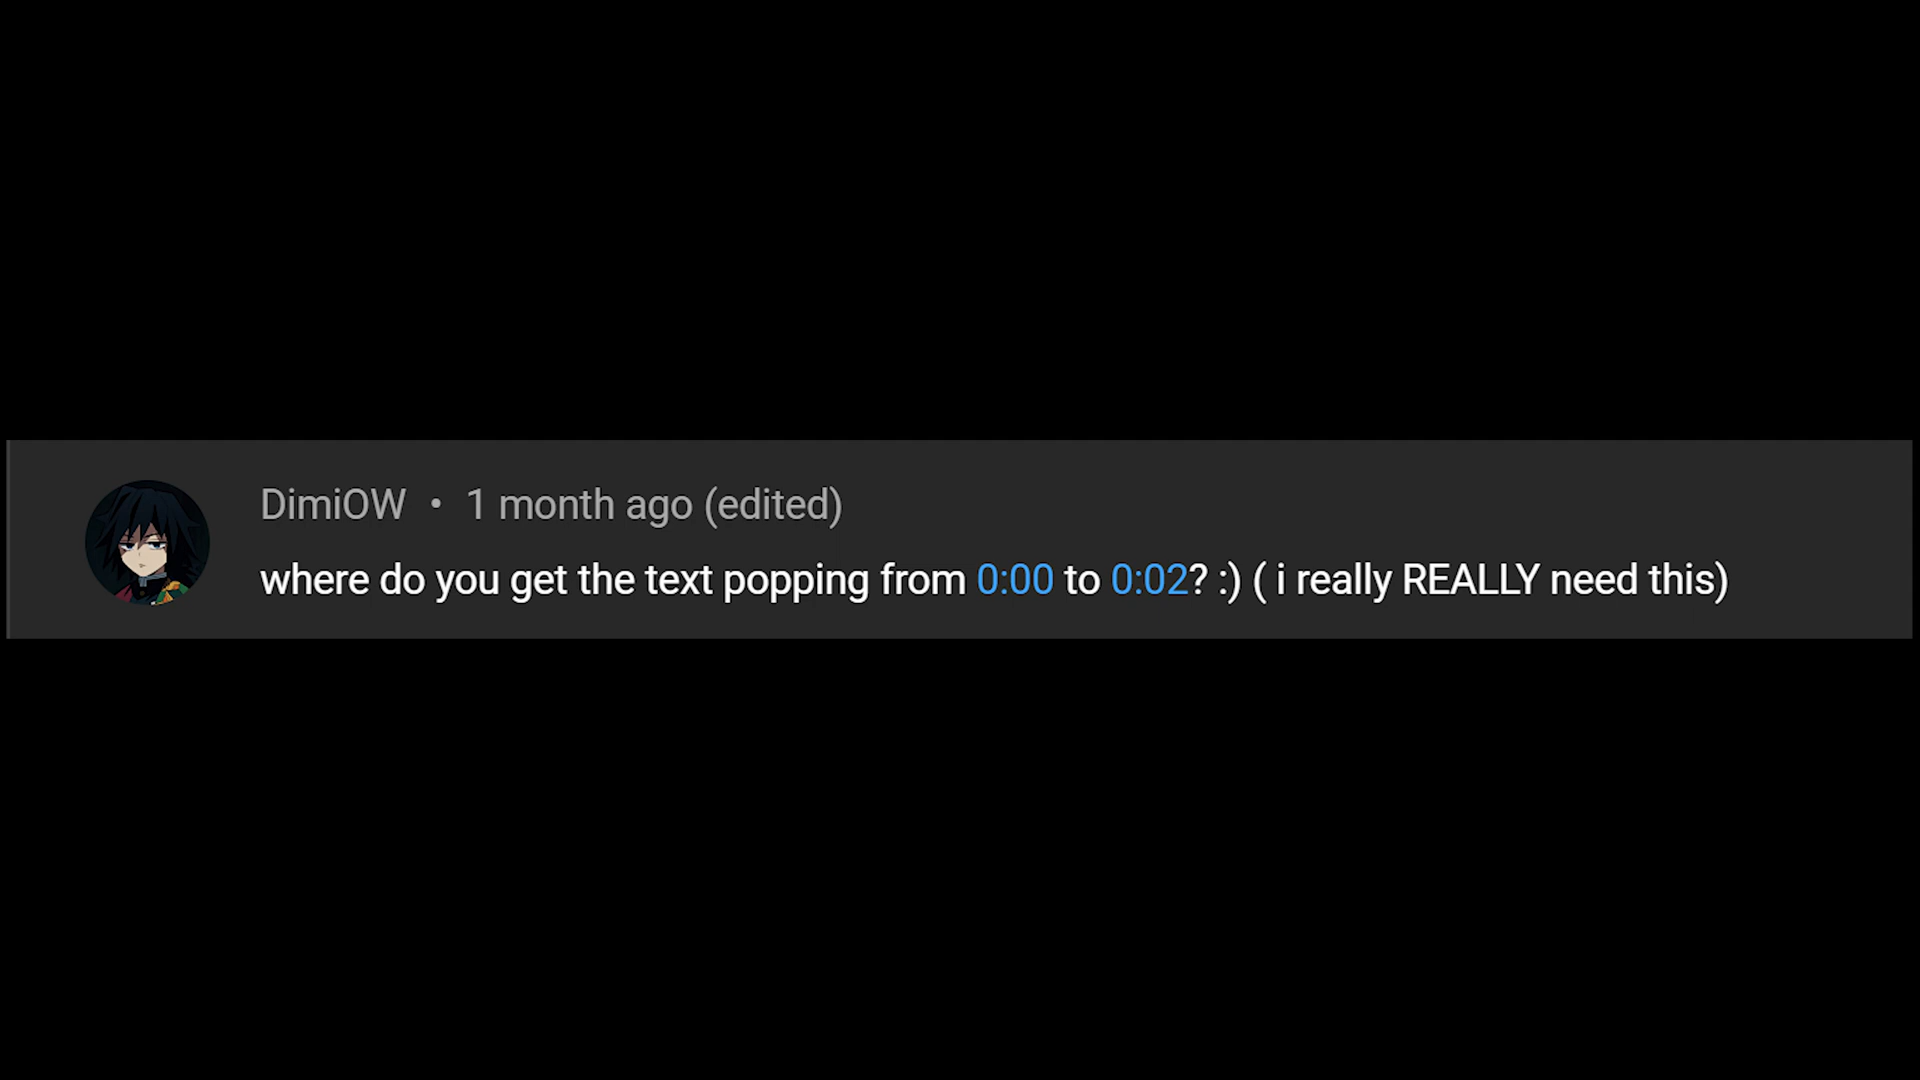 DimiOW • 1 month ago (edited)
where do you get the text popping from 0:00 to 0:02? :) ( i really REALLY need this)